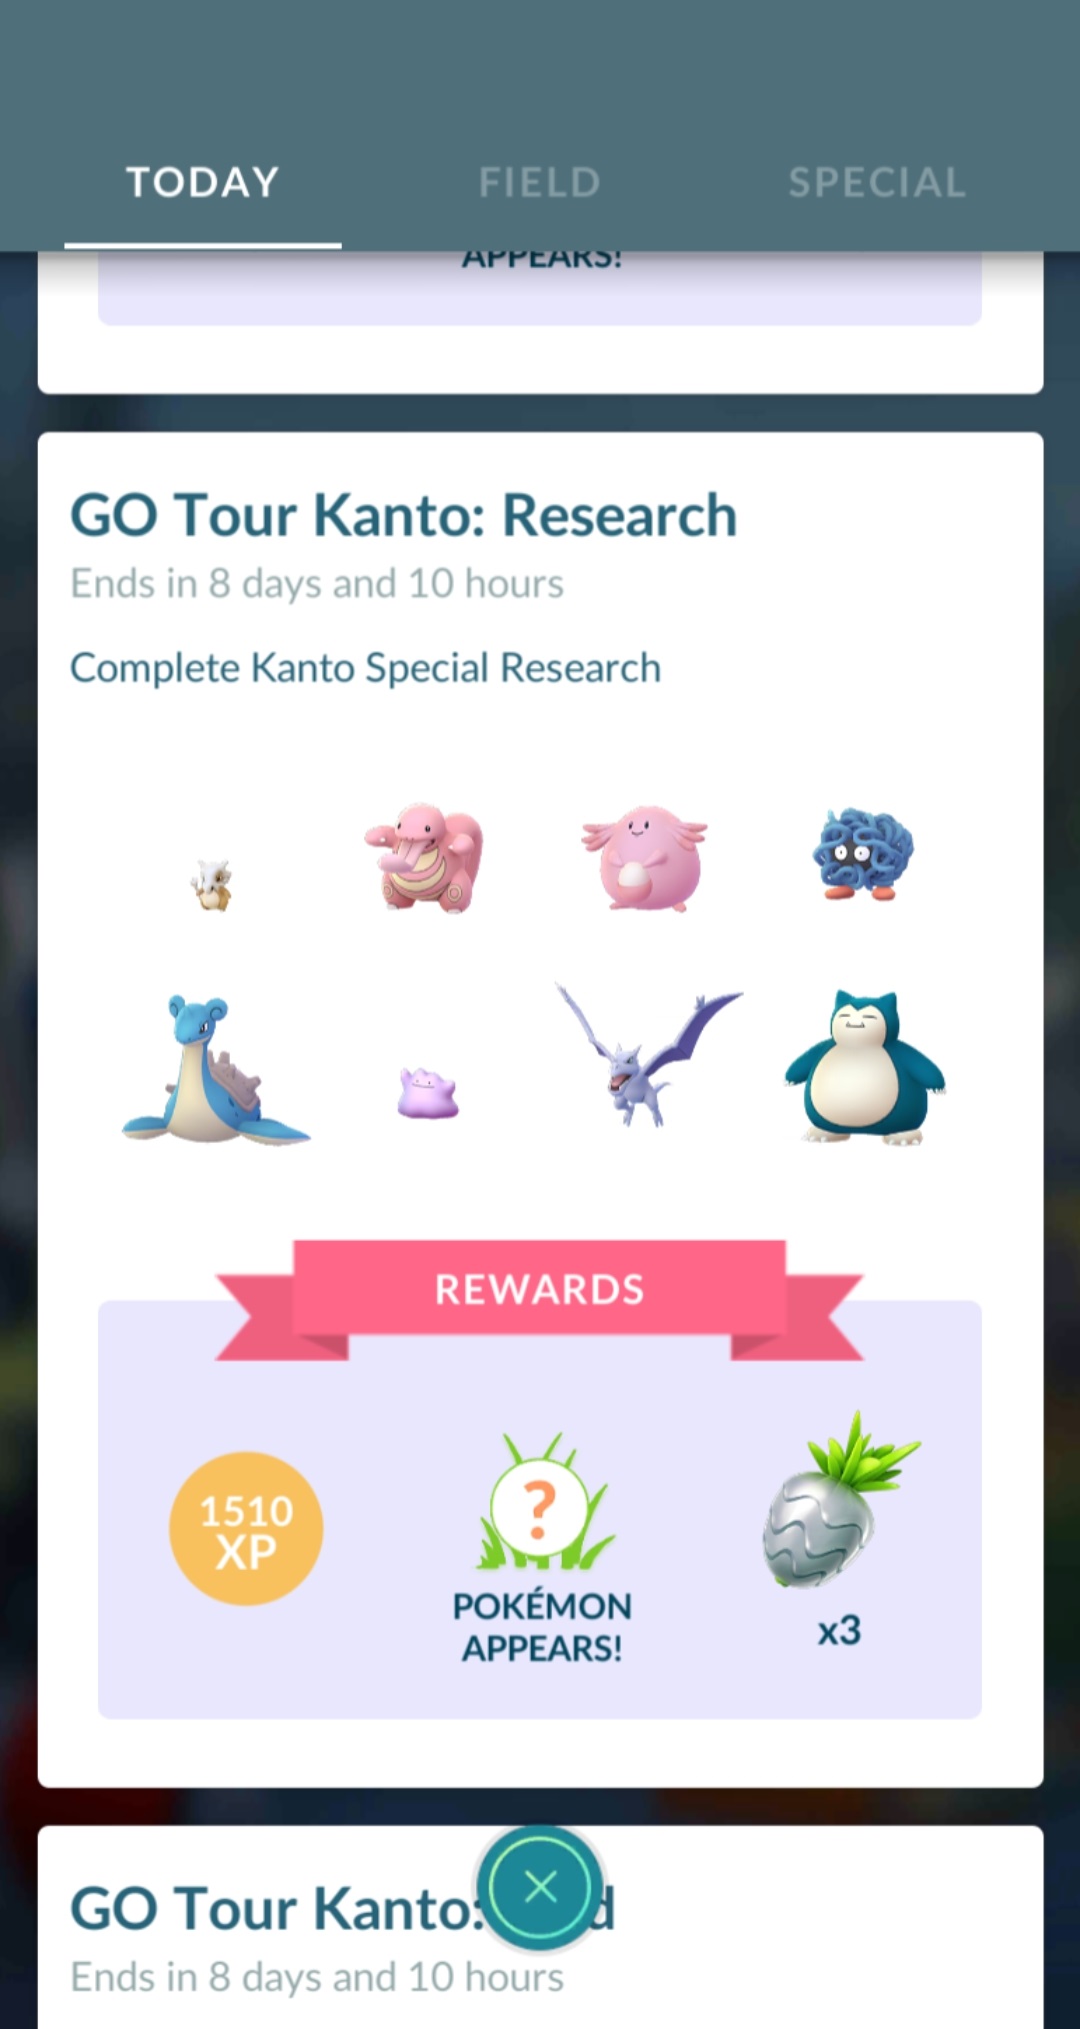 TODAY
FIELD
SPECIAL
APPEARS!
GO Tour Kanto: Research
Ends in 8 days and 10 hours
Complete Kanto Special Research
REWARDS
1510
XP
?
POKÉMON
APPEARS!
x3
GO Tour Kanto:
Ends in 8 days and 10 hours